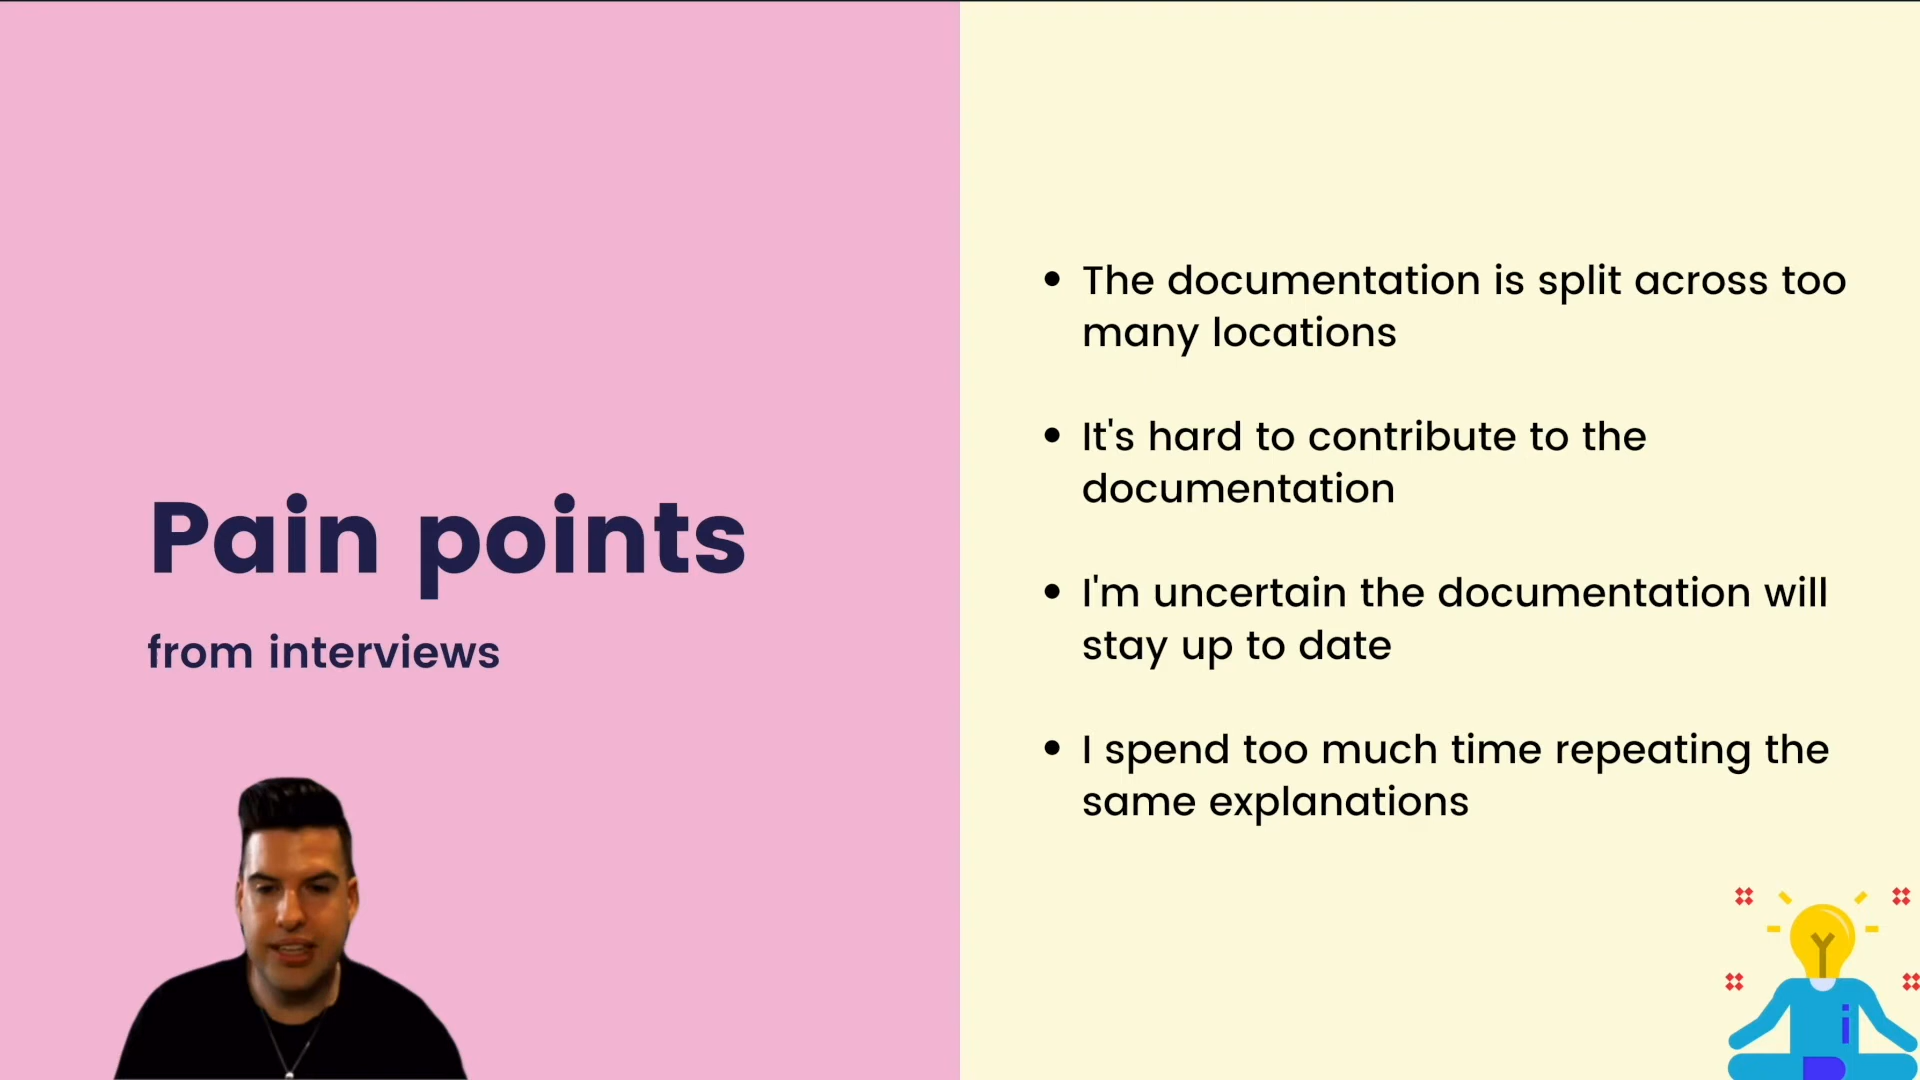 Pain points
from interviews
• The documentation is split across too
many locations
• It's hard to contribute to the
documentation
• I'm uncertain the documentation will
stay up to date
• I spend too much time repeating the
same explanations